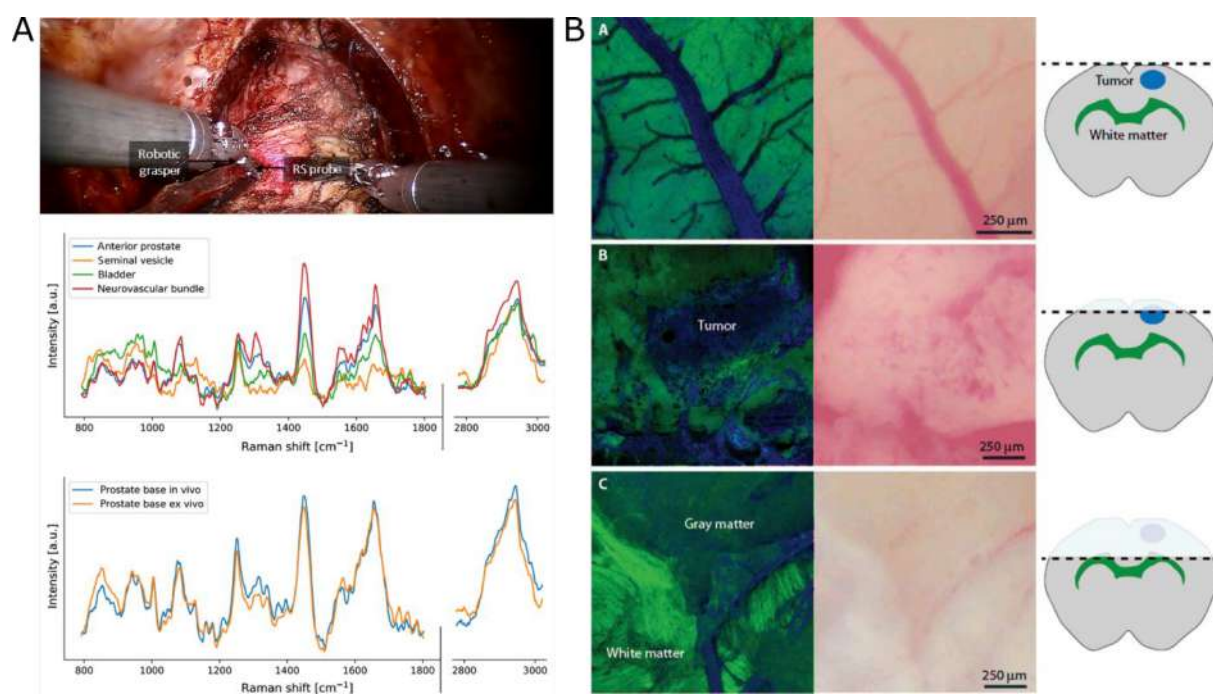 A
Robotic
grasper
RS probe
Anterior prostate
Seminal vesicle
Bladder
Neurovascular bundle
Intensity [a.u.]
800 1000 1200 1400 1600 1800 2800 3000
Raman shift [cm⁻¹]
Prostate base in vivo
Prostate base ex vivo
Intensity [a.u.]
800 1000 1200 1400 1600 1800 2800 3000
Raman shift [cm⁻¹]
B
A
250 μm
Tumor
White matter
B
Tumor
250 μm
C
Gray matter
White matter
250 μm